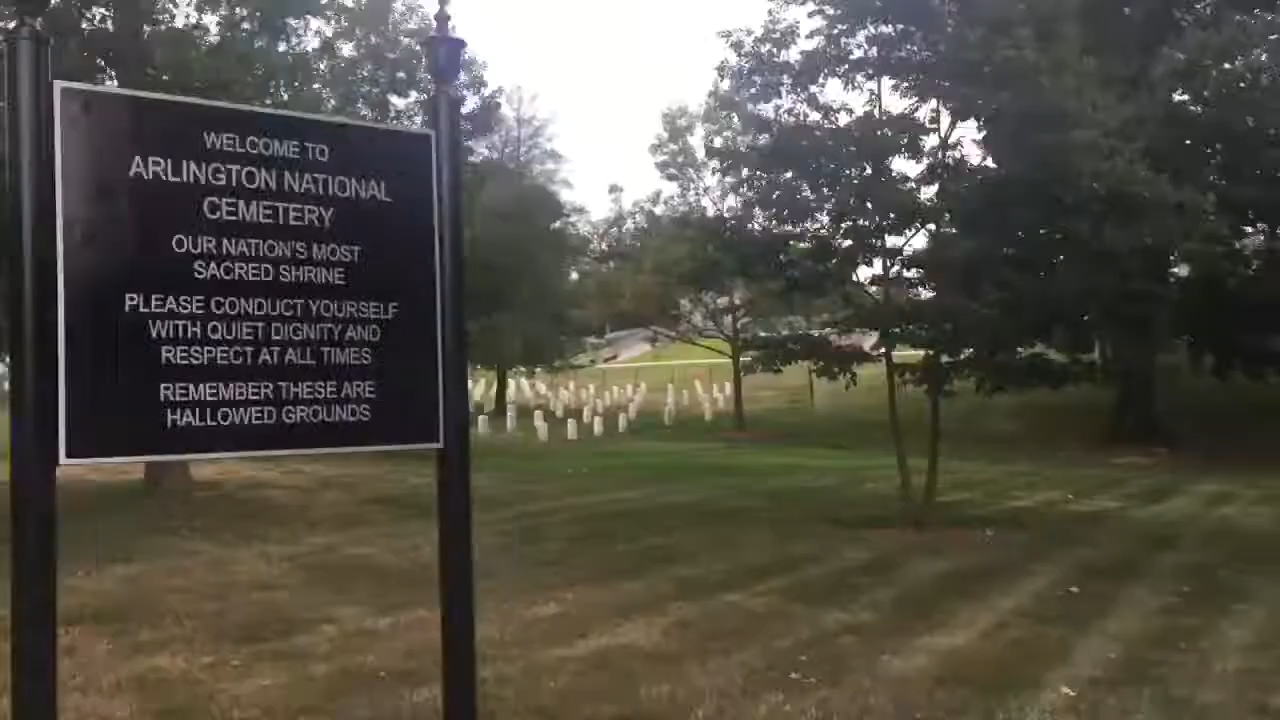 WELCOME TO
ARLINGTON NATIONAL
CEMETERY
OUR NATION'S MOST
SACRED SHRINE
PLEASE CONDUCT YOURSELF
WITH QUIET DIGNITY AND
RESPECT AT ALL TIMES
REMEMBER THESE ARE
HALLOWED GROUNDS